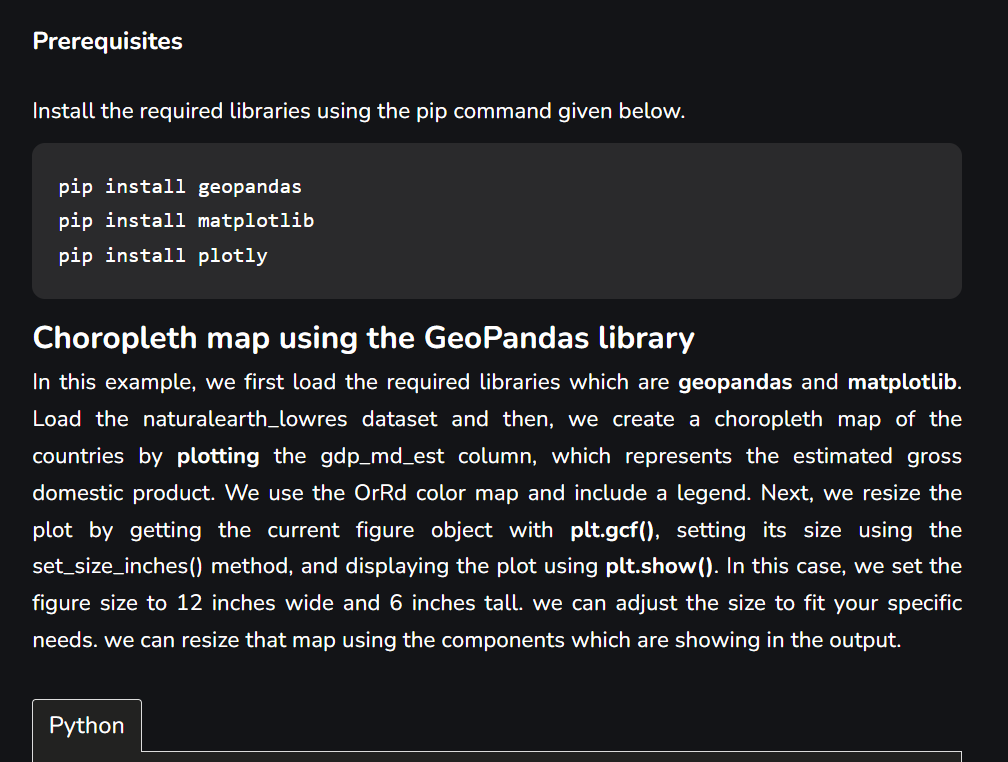 Prerequisites
Install the required libraries using the pip command given below.
pip install geopandas
pip install matplotlib
pip install plotly
Choropleth map using the GeoPandas library
In this example, we first load the required libraries which are geopandas and matplotlib.
Load the naturalearth_lowres dataset and then, we create a choropleth map of the
countries by plotting the gdp_md_est column, which represents the estimated gross
domestic product. We use the OrRd color map and include a legend. Next, we resize the
plot by getting the current figure object with plt.gcf(), setting its size using the
set_size_inches() method, and displaying the plot using plt.show(). In this case, we set the
figure size to 12 inches wide and 6 inches tall. we can adjust the size to fit your specific
needs. we can resize that map using the components which are showing in the output.
Python